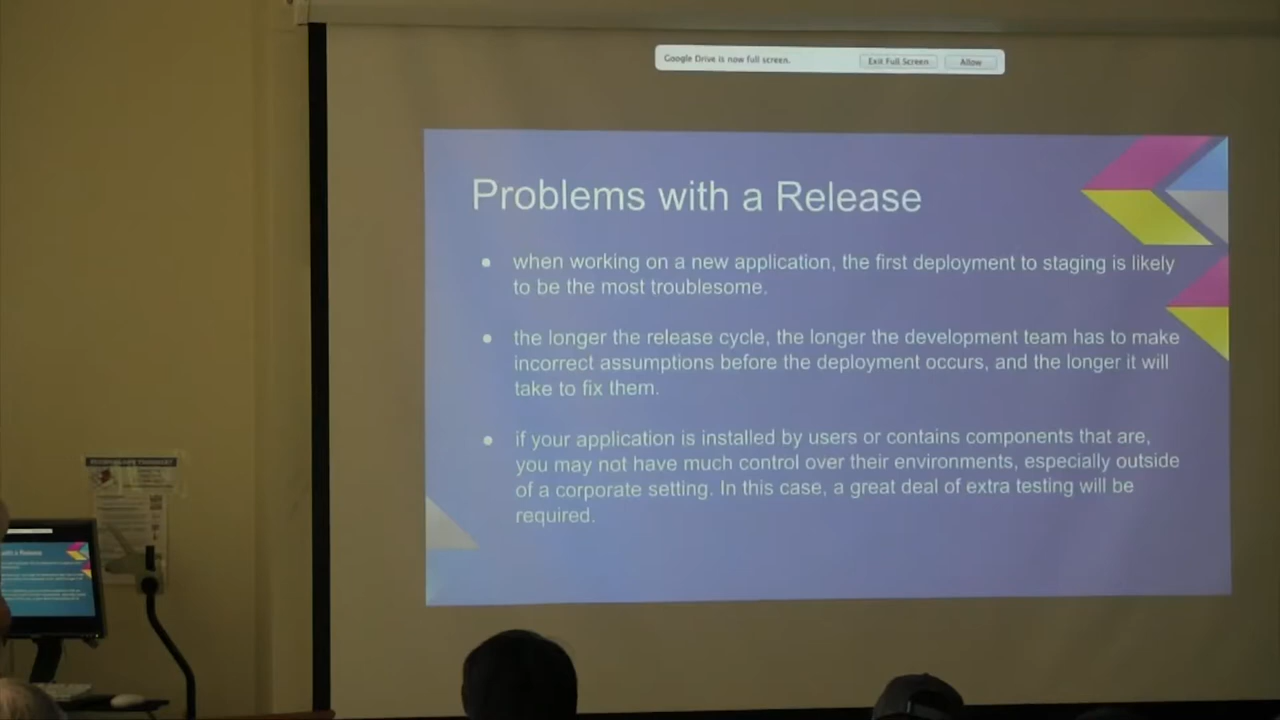 Google Drive is now full screen.
Exit Full Screen
Allow
Problems with a Release
● when working on a new application, the first deployment to staging is likely
to be the most troublesome.
● the longer the release cycle, the longer the development team has to make
incorrect assumptions before the deployment occurs, and the longer it will
take to fix them.
● if your application is installed by users or contains components that are,
you may not have much control over their environments, especially outside
of a corporate setting. In this case, a great deal of extra testing will be
required.
with a Release